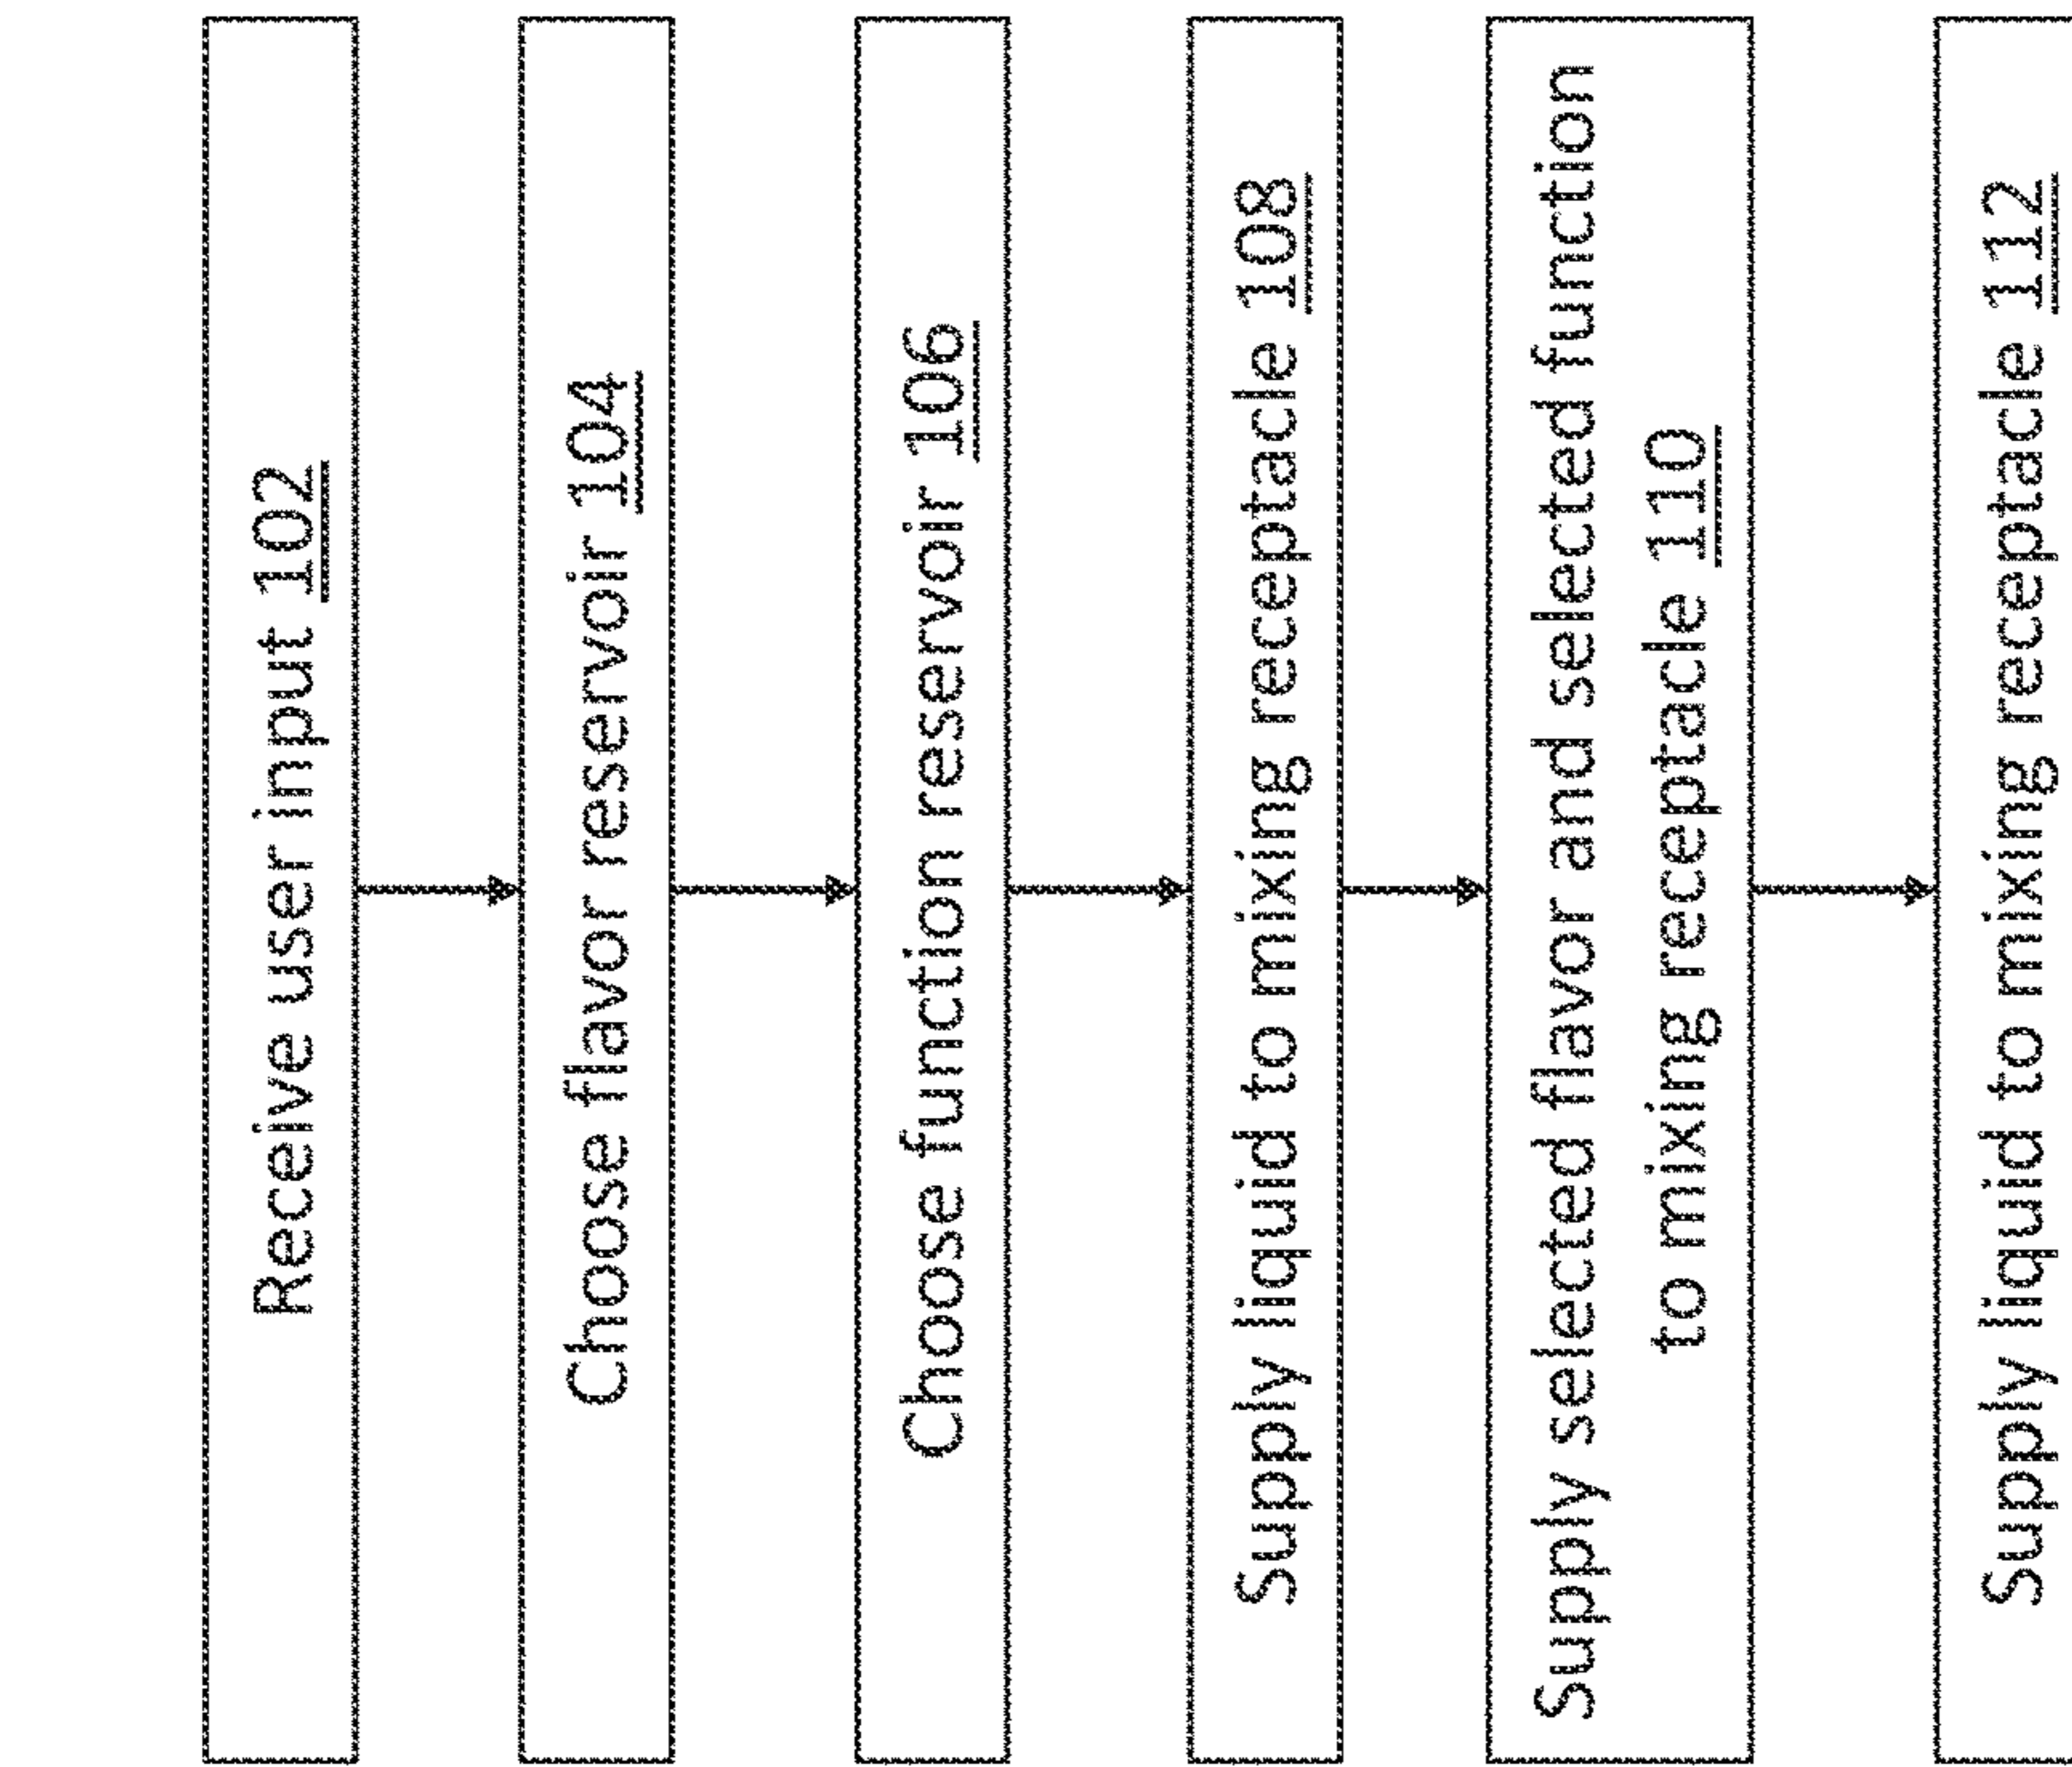 Receive user input 102
Choose flavor reservoir 104
Choose function reservoir 106
Supply liquid to mixing receptacle 108
Supply selected flavor and selected function
to mixing receptacle 110
Supply liquid to mixing receptacle 112